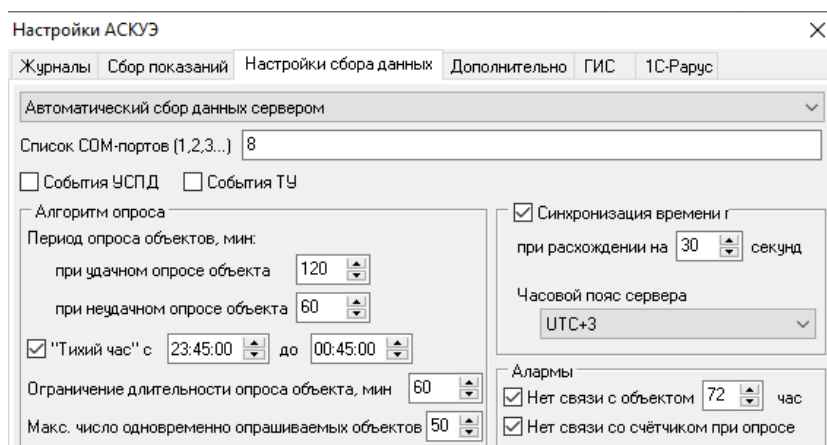 Настройки АСКУЭ
Журналы Сбор показаний Настройки сбора данных Дополнительно ГИС 1С-Рарус
Автоматический сбор данных сервером
Список COM-портов (1,2,3...) 8
События УСПД События ТУ
Алгоритм опроса
Период опроса объектов, мин:
при удачном опросе объекта 120
при неудачном опросе объекта 60
"Тихий час" с 23:45:00 до 00:45:00
Ограничение длительности опроса объекта, мин 60
Макс. число одновременно опрашиваемых объектов 50
Синхронизация времени г
при расхождении на 30 секунд
Часовой пояс сервера
UTC+3
Алармы
Нет связи с объектом 72 час
Нет связи со счётчиком при опросе